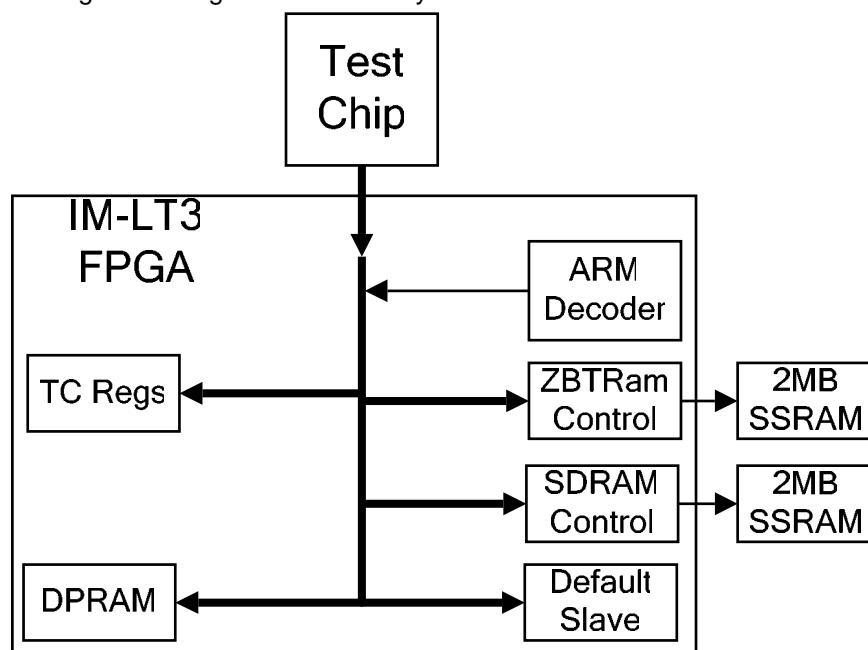 Test
Chip
IM-LT3
FPGA
ARM
Decoder
TC Regs
ZBTRam
Control
2MB
SSRAM
SDRAM
Control
2MB
SSRAM
DPRAM
Default
Slave